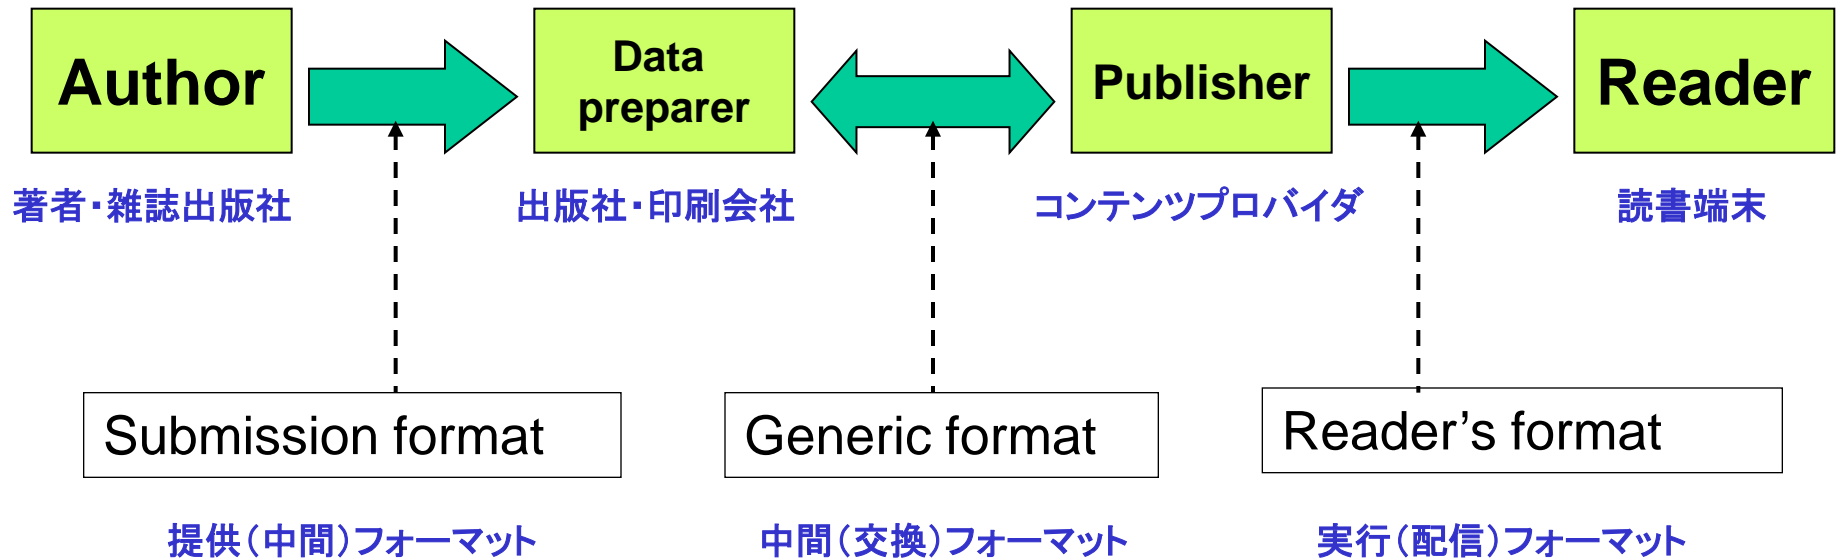 Author
Data
preparer
Publisher
Reader
著者・雑誌出版社
出版社・印刷会社
コンテンツプロバイダ
読書端末
Submission format
Generic format
Reader’s format
提供（中間）フォーマット
中間（交換）フォーマット
実行（配信）フォーマット